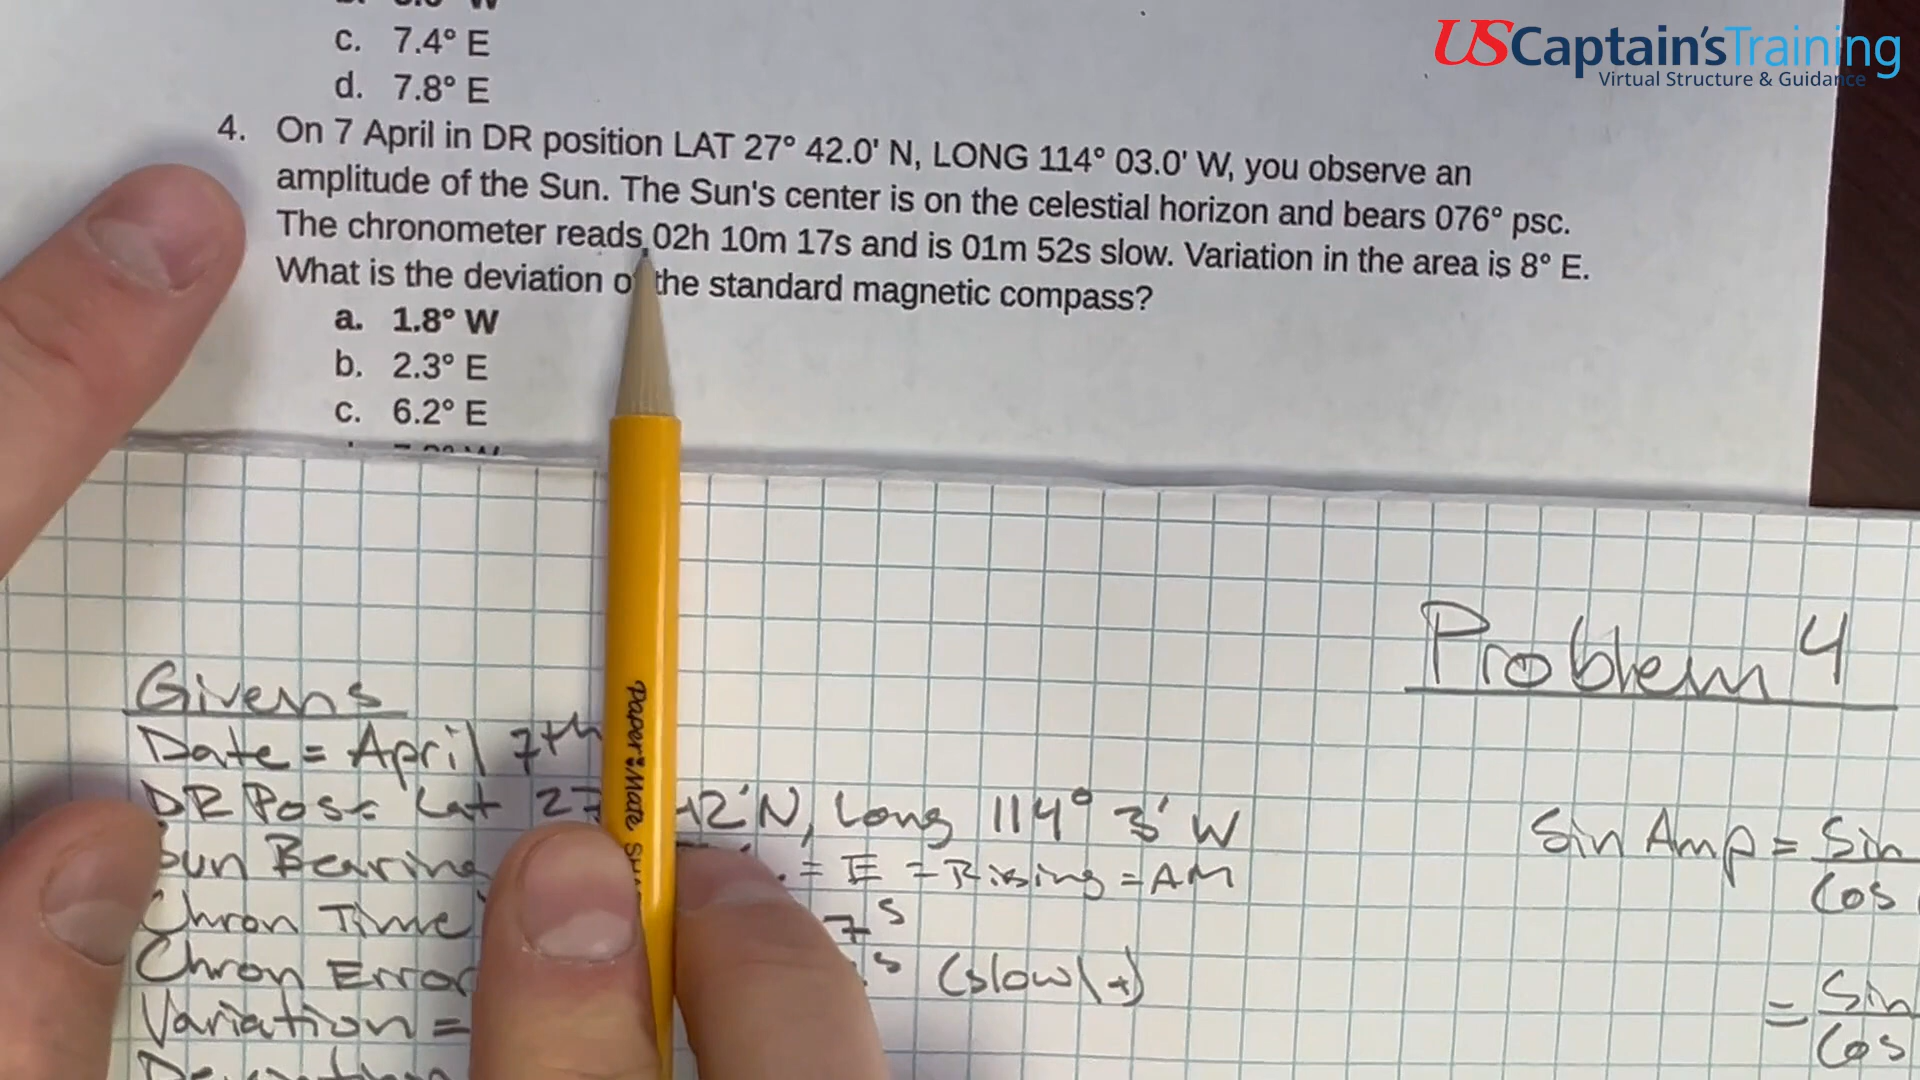 USCaptain'sTraining
Virtual Structure & Guidance
c. 7.4° E
d. 7.8° E
4. On 7 April in DR position LAT 27° 42.0' N, LONG 114° 03.0' W, you observe an
amplitude of the Sun. The Sun's center is on the celestial horizon and bears 076° psc.
The chronometer reads 02h 10m 17s and is 01m 52s slow. Variation in the area is 8° E.
What is the deviation of the standard magnetic compass?
a. 1.8° W
b. 2.3° E
c. 6.2° E
Problem 4
Givens
Date = April 7th
DR Pos = Lat 27 42'N, Long 114° 3' W
Sun Bearing = E = Rising = AM
Chron Time 7s
Chron Error s (slow) (+)
Variation =
Sin Amp = Sin
Cos
= Sin
Cos
Paper Mate